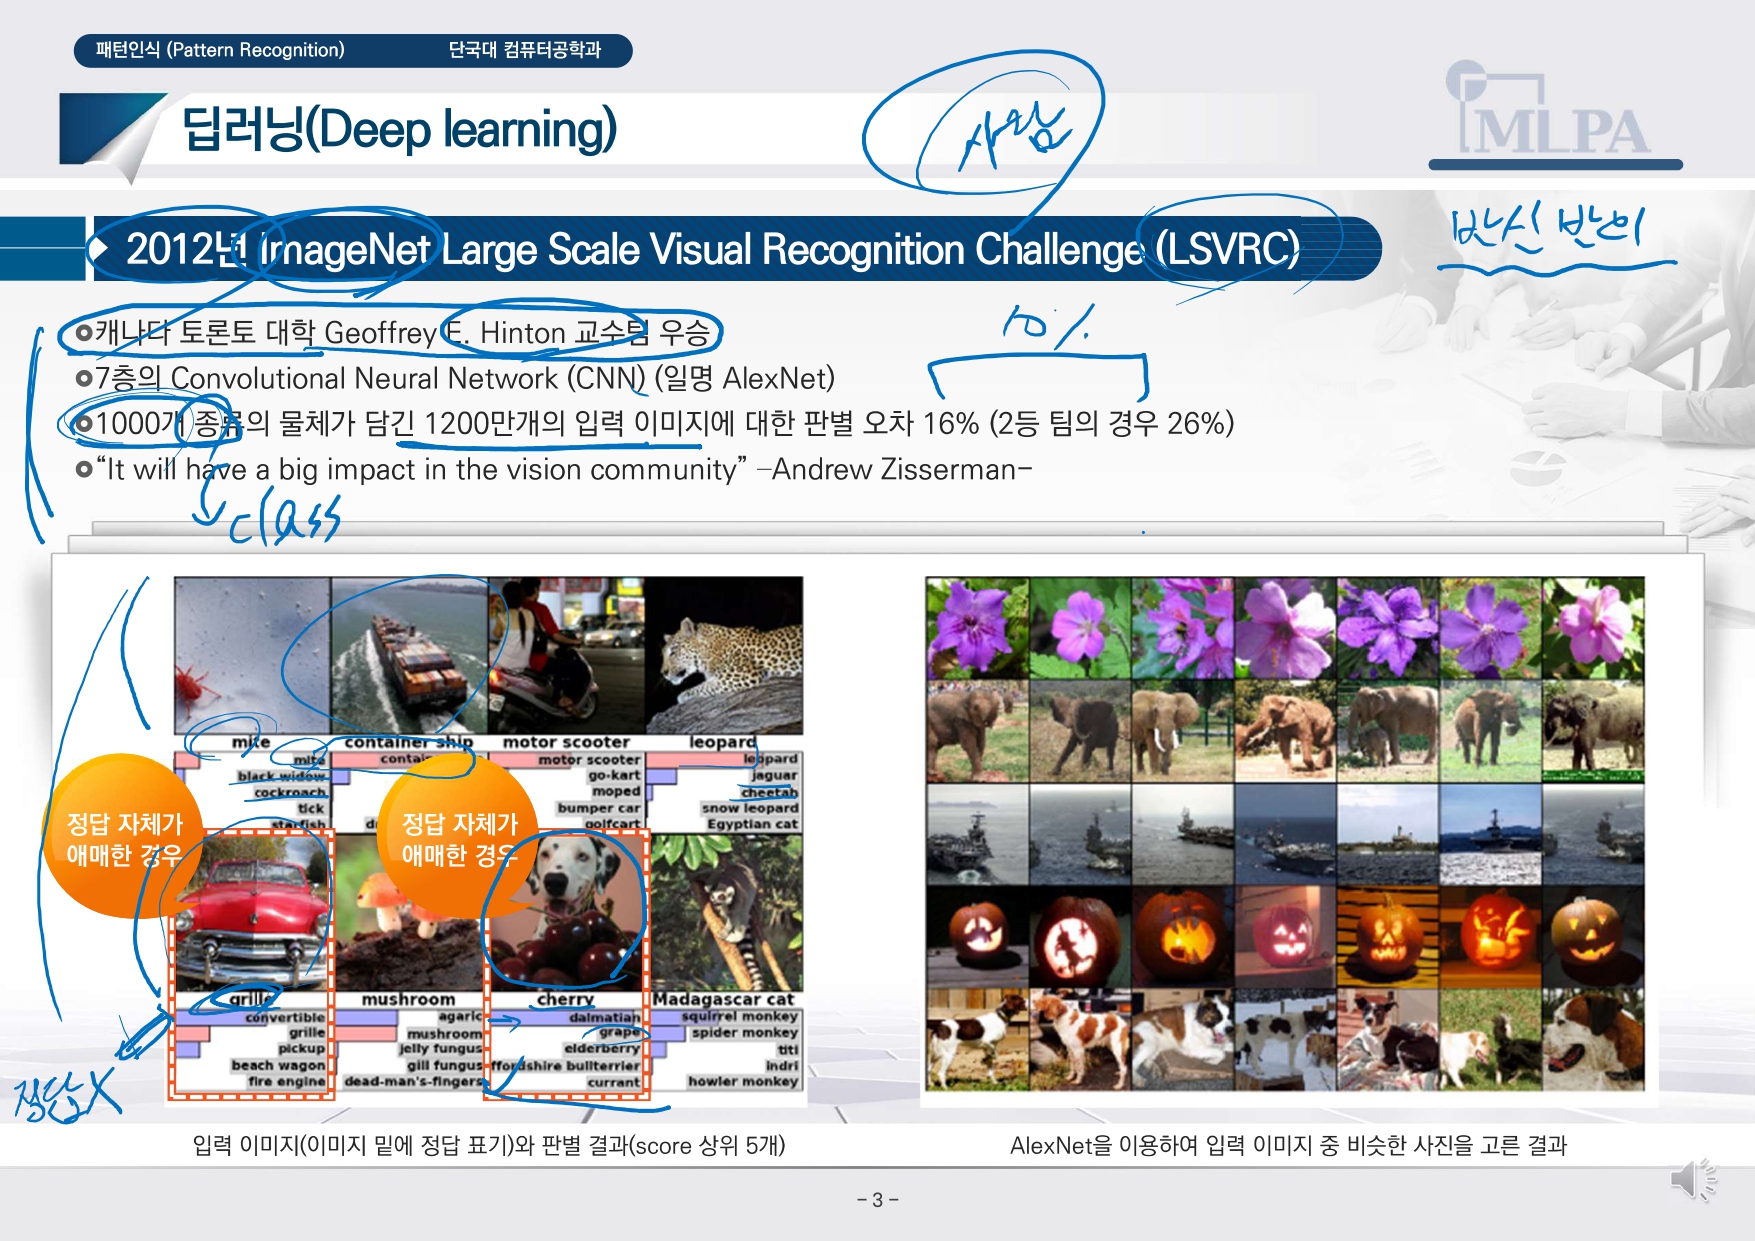 패턴인식 (Pattern Recognition) 단국대 컴퓨터공학과
딥러닝(Deep learning)
사람
MLPA
2012년 ImageNet Large Scale Visual Recognition Challenge (LSVRC)
반신 반의
캐나다 토론토 대학 Geoffrey E. Hinton 교수팀 우승
10%
7층의 Convolutional Neural Network (CNN) (일명 AlexNet)
1000개 종류의 물체가 담긴 1200만개의 입력 이미지에 대한 판별 오차 16% (2등 팀의 경우 26%)
“It will have a big impact in the vision community” –Andrew Zisserman-
class
mite container ship motor scooter leopard
mite motor scooter leopard
black widow go-kart jaguar
cockroach moped cheetah
tick bumper car snow leopard
starfish golfcart Egyptian cat
정답 자체가
애매한 경우
정답 자체가
애매한 경우
grille mushroom cherry Madagascar cat
convertible agaric dalmatian squirrel monkey
grille mushroom grape spider monkey
pickup jelly fungus elderberry titi
beach wagon gill fungus ffordshire bullterrier indri
fire engine dead-man's-fingers currant howler monkey
정답X
입력 이미지(이미지 밑에 정답 표기)와 판별 결과(score 상위 5개)
AlexNet을 이용하여 입력 이미지 중 비슷한 사진을 고른 결과
- 3 -